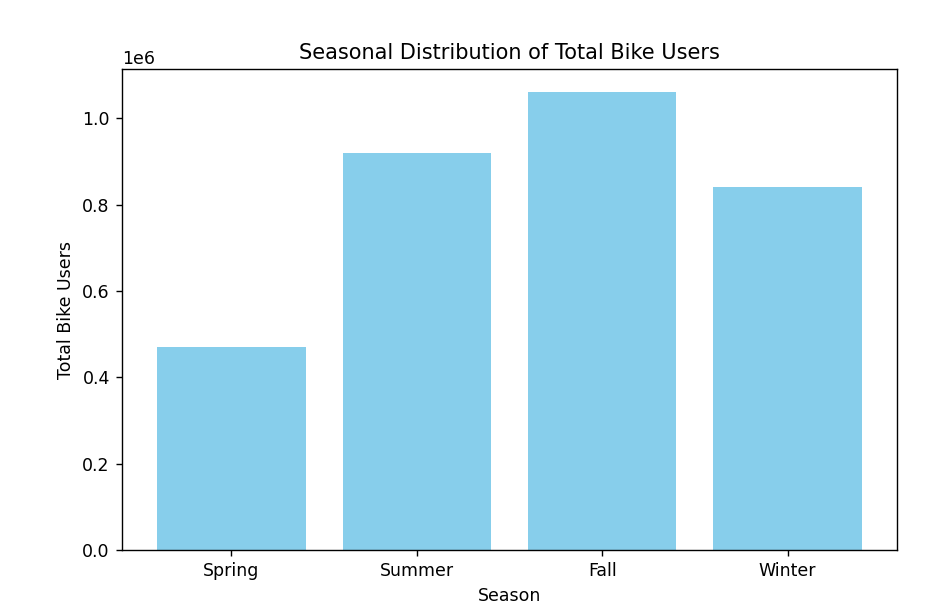 Seasonal Distribution of Total Bike Users
1e6
Total Bike Users
1.0
0.8
0.6
0.4
0.2
0.0
Spring Summer Fall Winter
Season